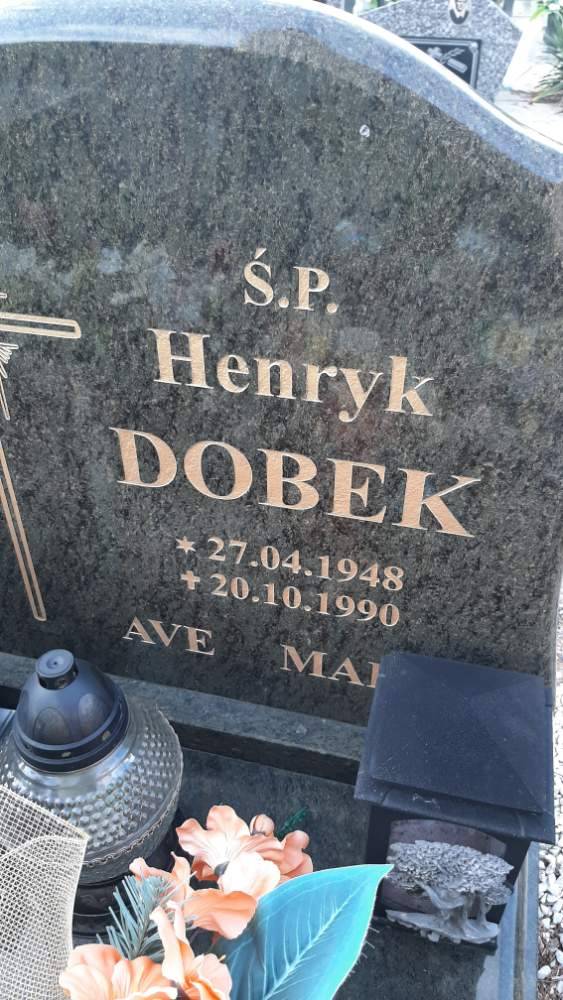 Ś.P.
Henryk
DOBEK
* 27.04.1948
✝ 20.10.1990
AVE